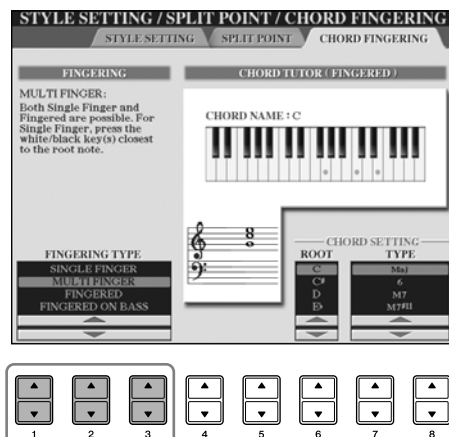 STYLE SETTING / SPLIT POINT / CHORD FINGERING
STYLE SETTING
SPLIT POINT
CHORD FINGERING
FINGERING
MULTI FINGER:
Both Single Finger and
Fingered are possible. For
Single Finger, press the
white/black key(s) closest
to the root note.
FINGERING TYPE
SINGLE FINGER
MULTI FINGER
FINGERED
FINGERED ON BASS
CHORD TUTOR ( FINGERED )
CHORD NAME : C
CHORD SETTING
ROOT
TYPE
C
Maj
C#
6
D
M7
E♭
M7#11
1 2 3 4 5 6 7 8